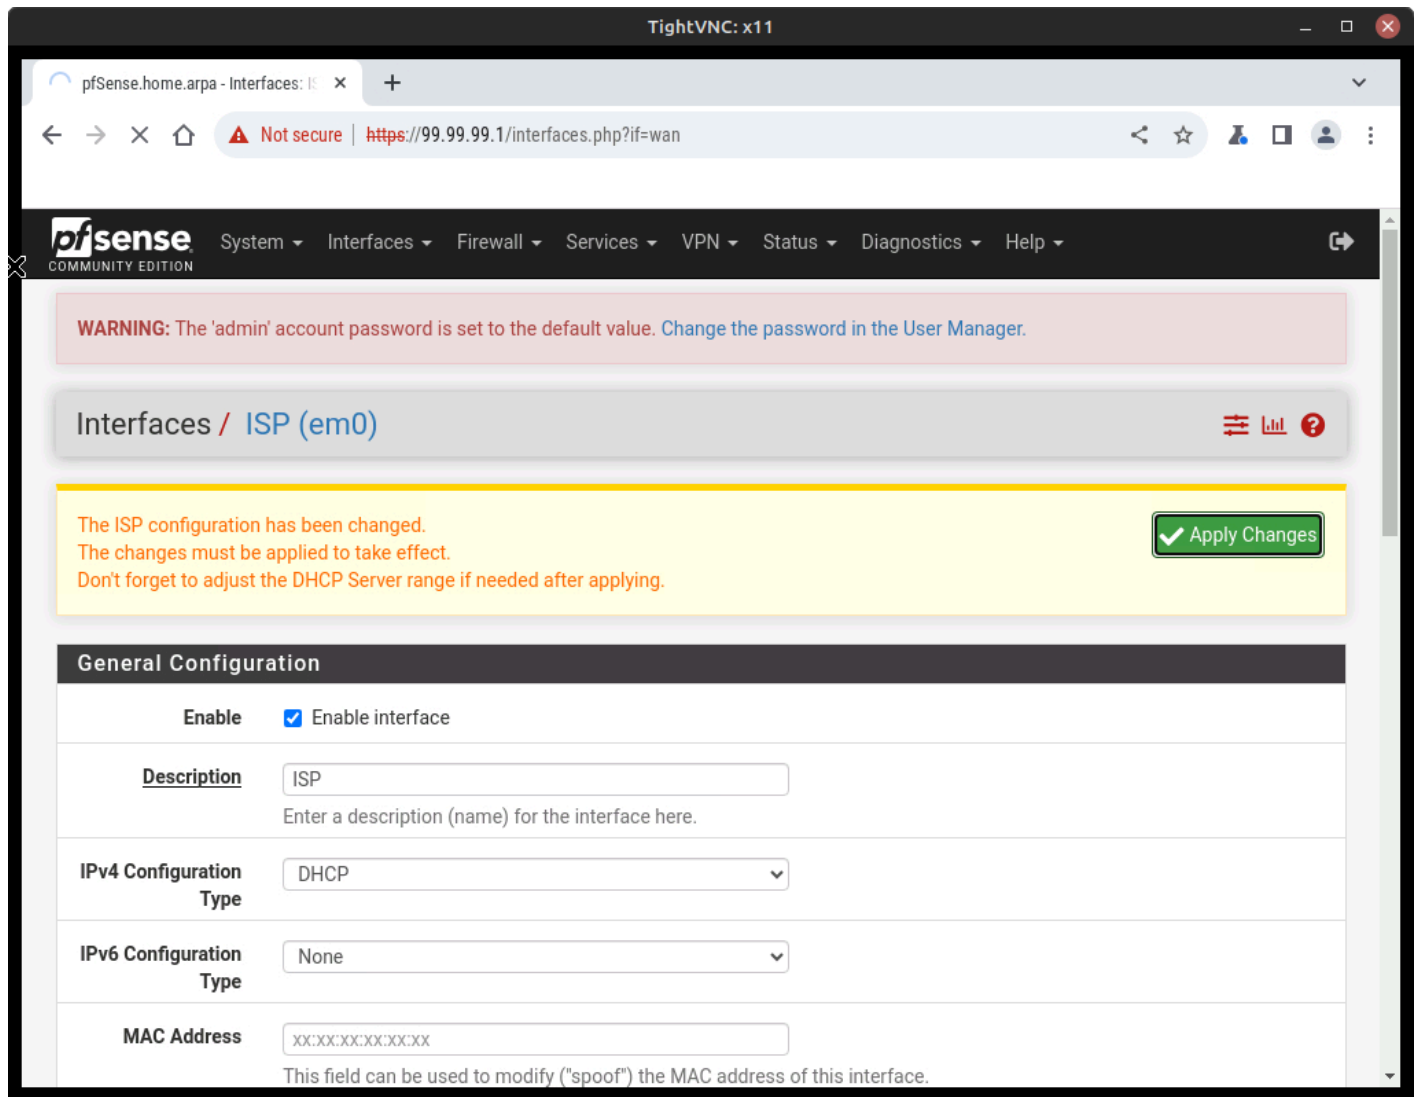 TightVNC: x11
pfSense.home.arpa - Interfaces: IS
Not secure
https://99.99.99.1/interfaces.php?if=wan
pfsense
COMMUNITY EDITION
System Interfaces Firewall Services VPN Status Diagnostics Help
WARNING: The 'admin' account password is set to the default value. Change the password in the User Manager.
Interfaces / ISP (em0)
The ISP configuration has been changed.
The changes must be applied to take effect.
Don't forget to adjust the DHCP Server range if needed after applying.
Apply Changes
General Configuration
Enable
Enable interface
Description
ISP
Enter a description (name) for the interface here.
IPv4 Configuration
Type
DHCP
IPv6 Configuration
Type
None
MAC Address
xx:xx:xx:xx:xx:xx
This field can be used to modify ("spoof") the MAC address of this interface.